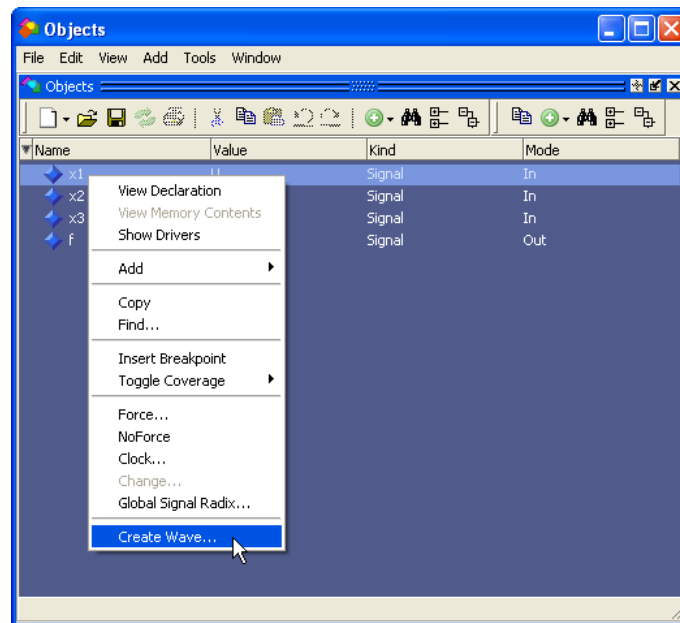 Objects
File Edit View Add Tools Window
Objects
Name Value Kind Mode
x1 U Signal In
x2 Signal In
x3 Signal In
f Signal Out
View Declaration
View Memory Contents
Show Drivers
Add
Copy
Find...
Insert Breakpoint
Toggle Coverage
Force...
NoForce
Clock...
Change...
Global Signal Radix...
Create Wave...